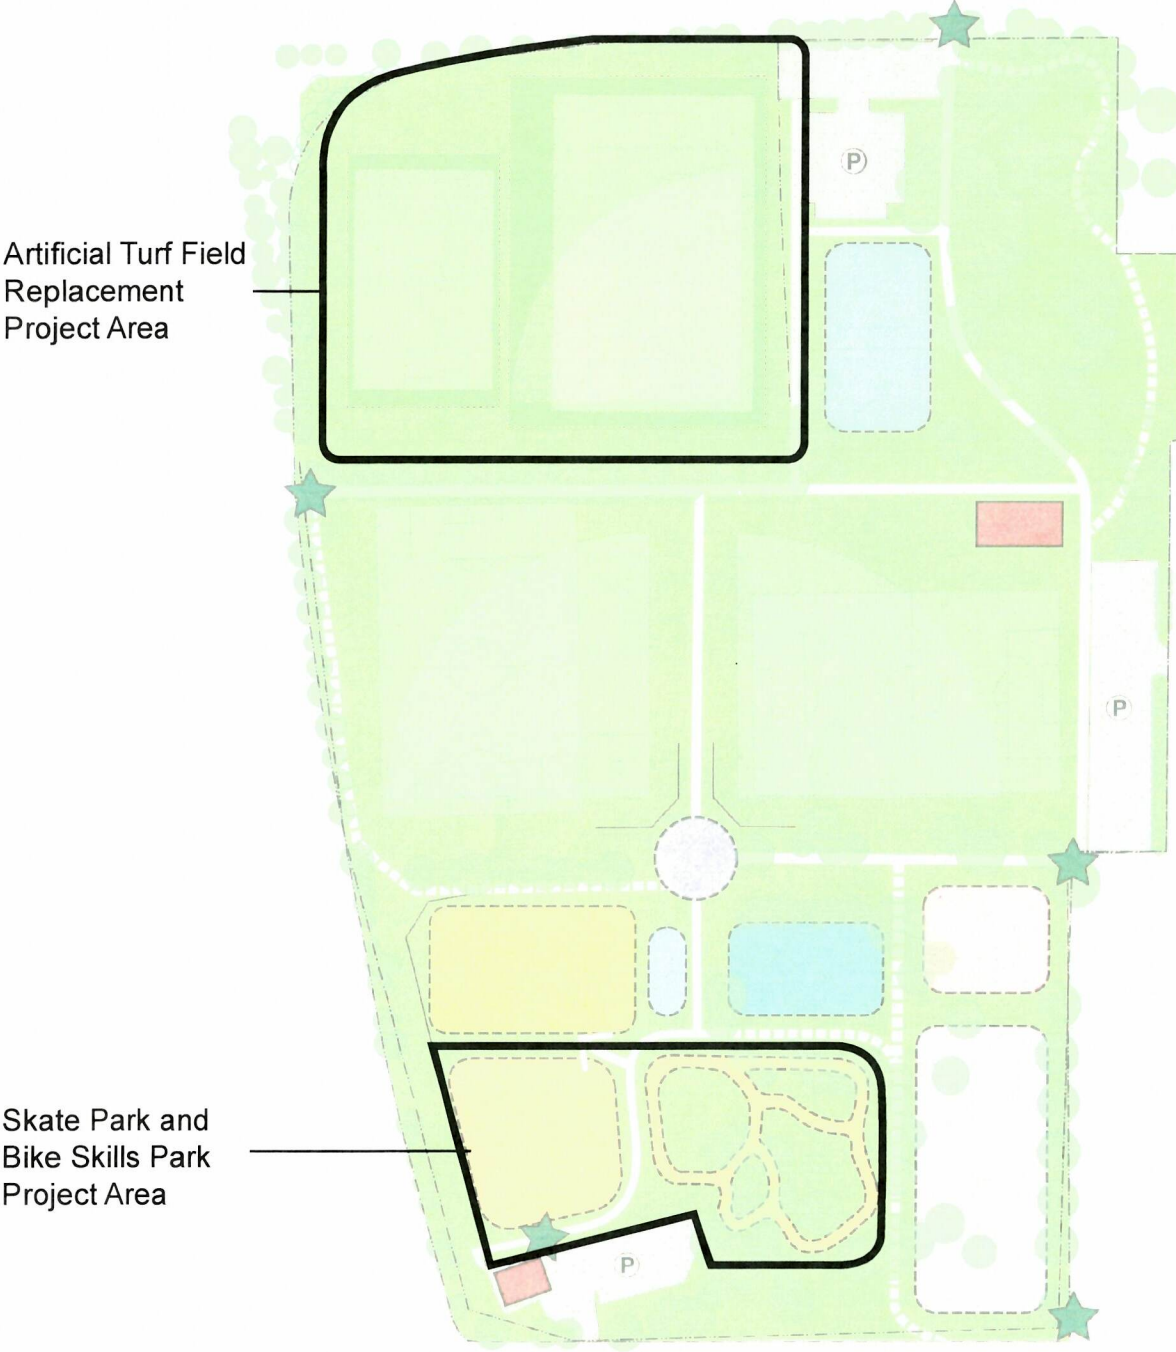 P
Artificial Turf Field
Replacement
Project Area
P
Skate Park and
Bike Skills Park
Project Area
P